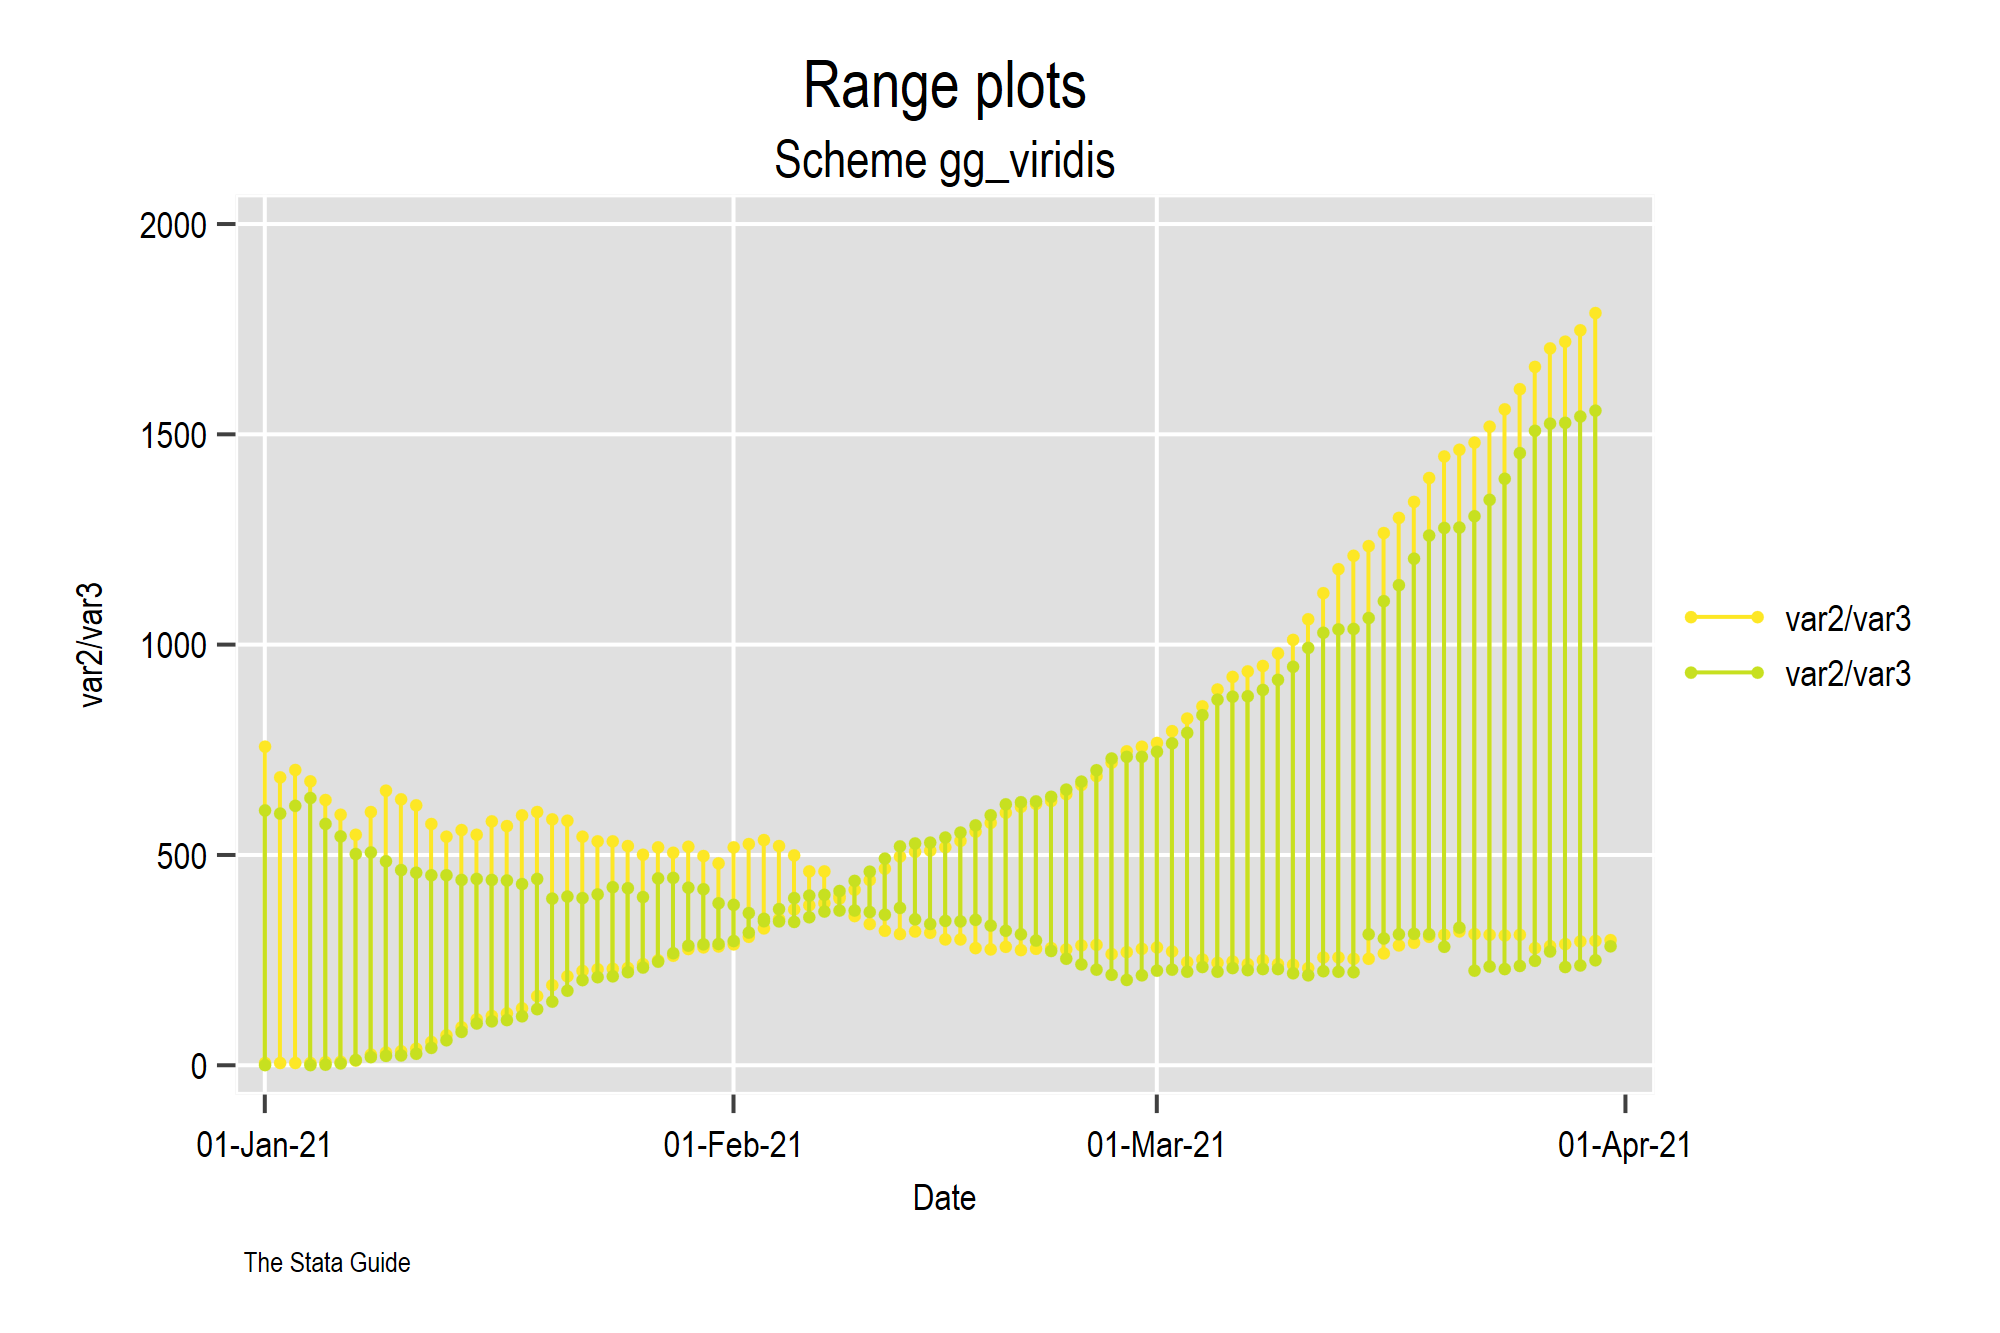 Range plots
Scheme gg_viridis
2000
1500
1000
500
0
var2/var3
var2/var3
var2/var3
01-Jan-21
01-Feb-21
01-Mar-21
01-Apr-21
Date
The Stata Guide